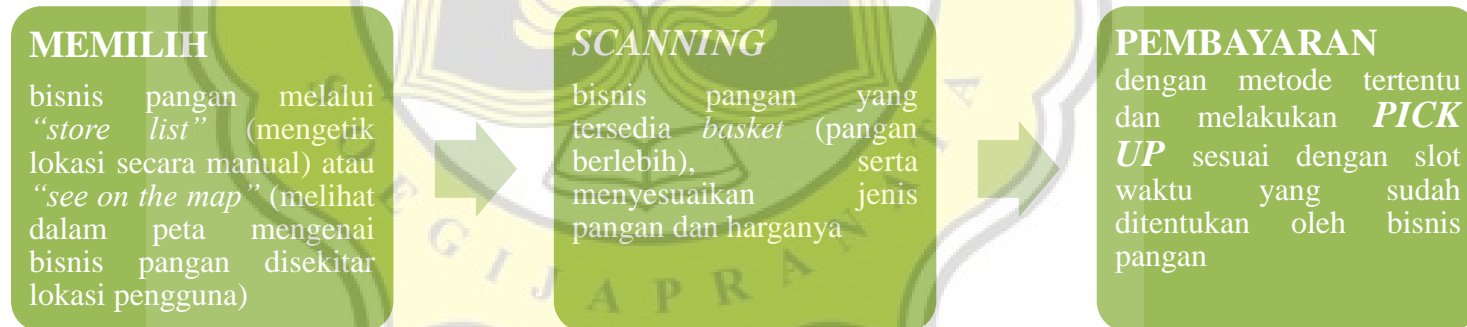 MEMILIH
bisnis pangan melalui
“store list” (mengetik
lokasi secara manual) atau
“see on the map” (melihat
dalam peta mengenai
bisnis pangan disekitar
lokasi pengguna)
SCANNING
bisnis pangan yang
tersedia basket (pangan
berlebih), serta
menyesuaikan jenis
pangan dan harganya
PEMBAYARAN
dengan metode tertentu
dan melakukan PICK
UP sesuai dengan slot
waktu yang sudah
ditentukan oleh bisnis
pangan
GIJAPRANATA